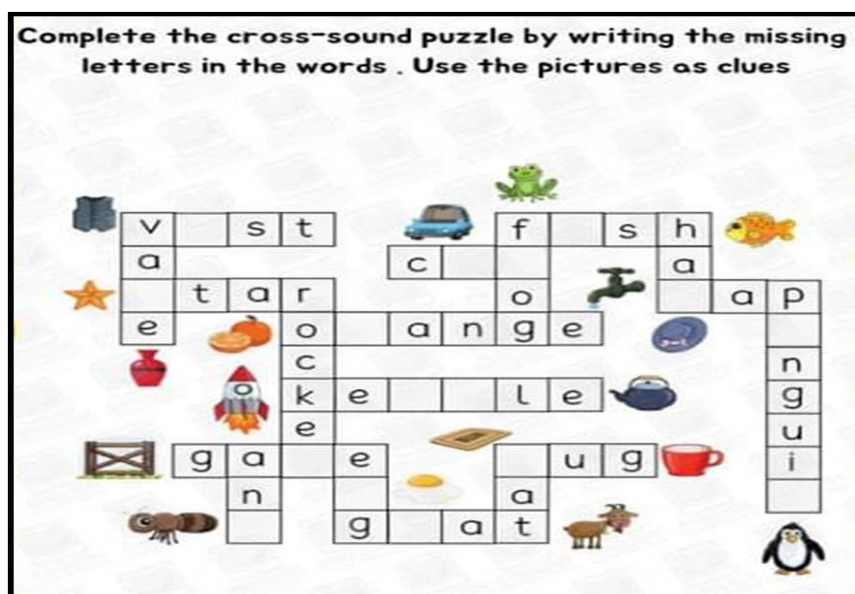 Complete the cross-sound puzzle by writing the missing
letters in the words . Use the pictures as clues
v s t f s h
a c a
t a r o a p
e o a n g e
c n
k e l e g
e u
g a e u g i
n a
g a t